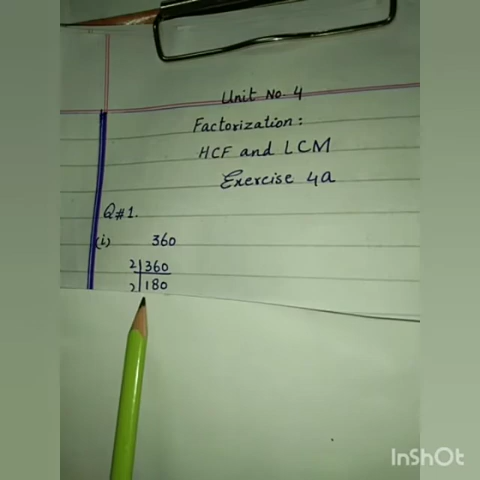 Unit No. 4
Factorization:
HCF and LCM
Exercise 4a
Q#1.
(i) 360
2 360
2 180
InShOt